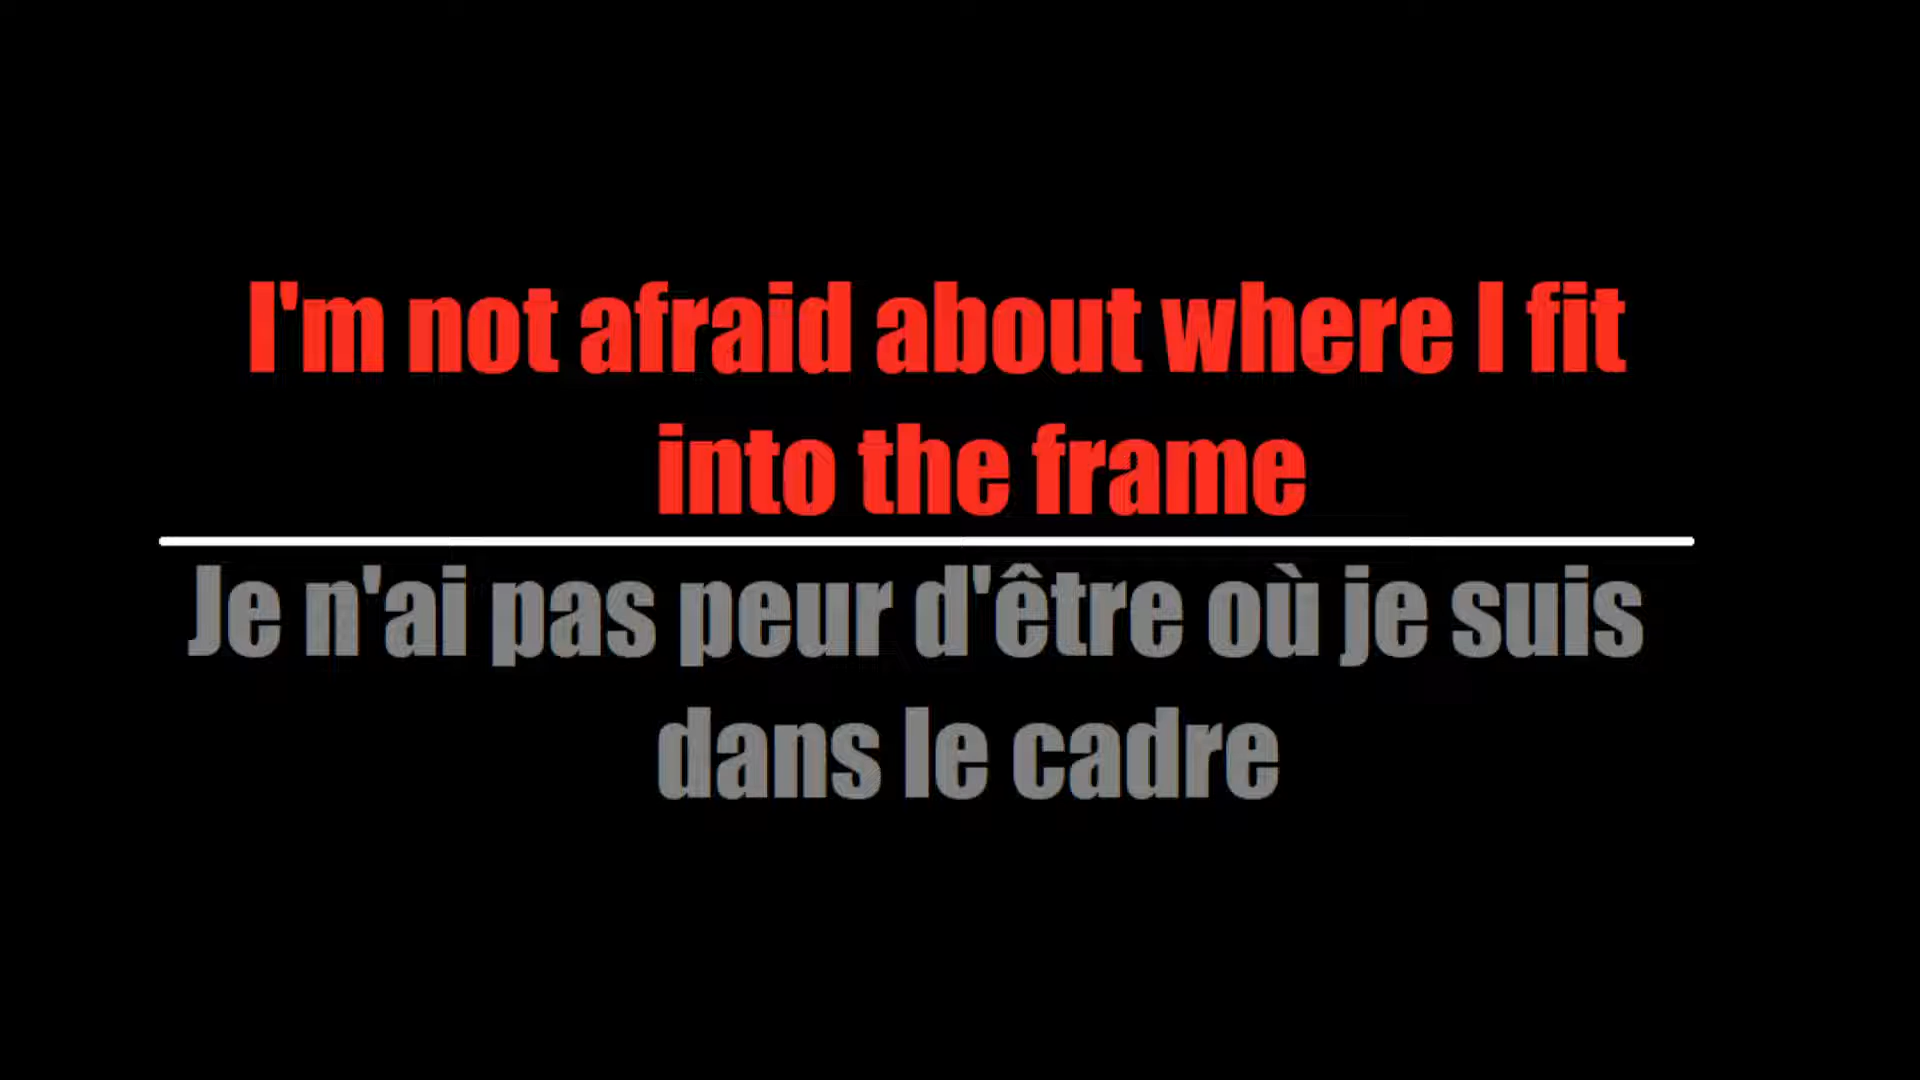 I'm not afraid about where I fit
into the frame
Je n'ai pas peur d'être où je suis
dans le cadre